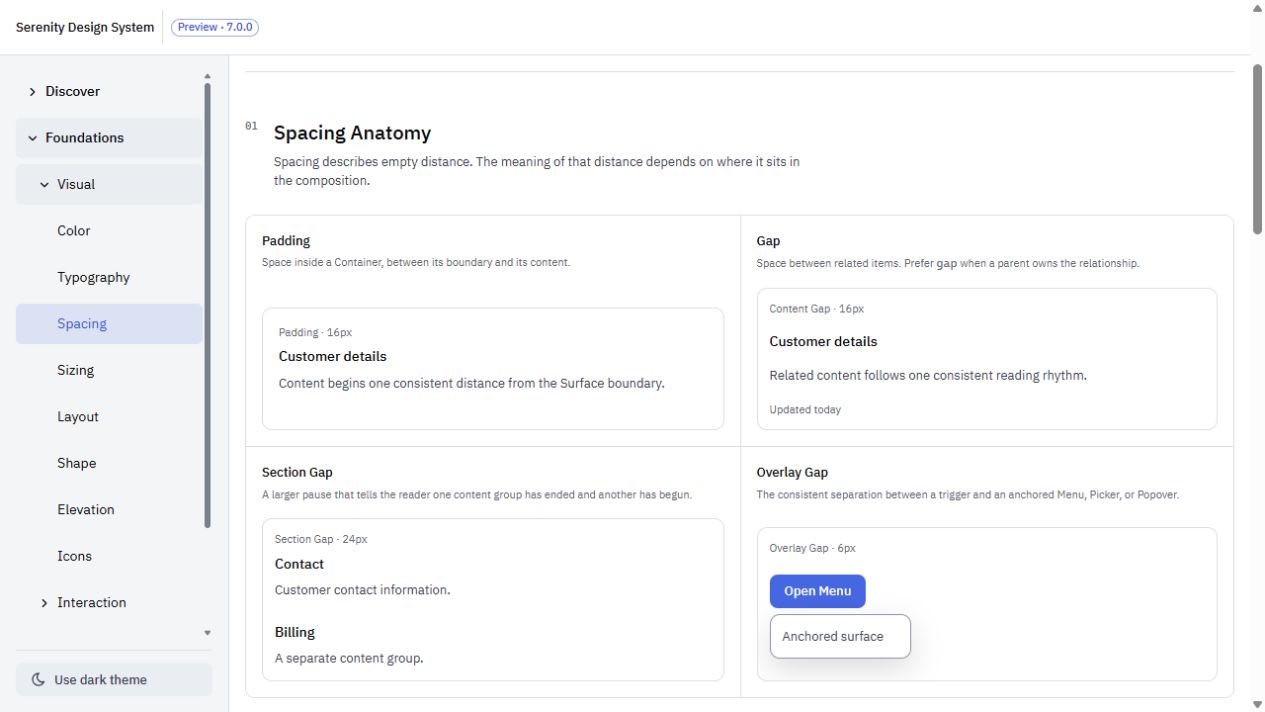 Serenity Design System
Preview · 7.0.0
Discover
Foundations
Visual
Color
Typography
Spacing
Sizing
Layout
Shape
Elevation
Icons
Interaction
Use dark theme
01
Spacing Anatomy
Spacing describes empty distance. The meaning of that distance depends on where it sits in
the composition.
Padding
Space inside a Container, between its boundary and its content.
Padding · 16px
Customer details
Content begins one consistent distance from the Surface boundary.
Gap
Space between related items. Prefer gap when a parent owns the relationship.
Content Gap · 16px
Customer details
Related content follows one consistent reading rhythm.
Updated today
Section Gap
A larger pause that tells the reader one content group has ended and another has begun.
Section Gap · 24px
Contact
Customer contact information.
Billing
A separate content group.
Overlay Gap
The consistent separation between a trigger and an anchored Menu, Picker, or Popover.
Overlay Gap · 6px
Open Menu
Anchored surface